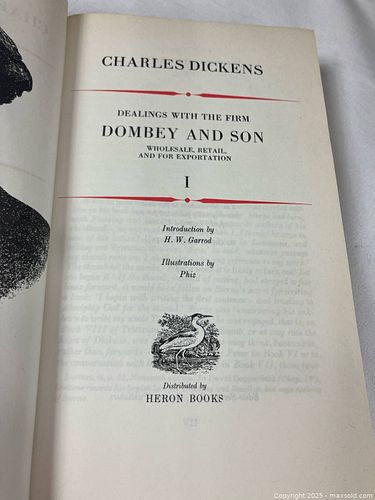 CHARLES DICKENS
DEALINGS WITH THE FIRM
DOMBEY AND SON
WHOLESALE, RETAIL,
AND FOR EXPORTATION
I
Introduction by
H. W. Garrod
Illustrations by
Phiz
Distributed by
HERON BOOKS
Copyright © 2025 - maxsold.com